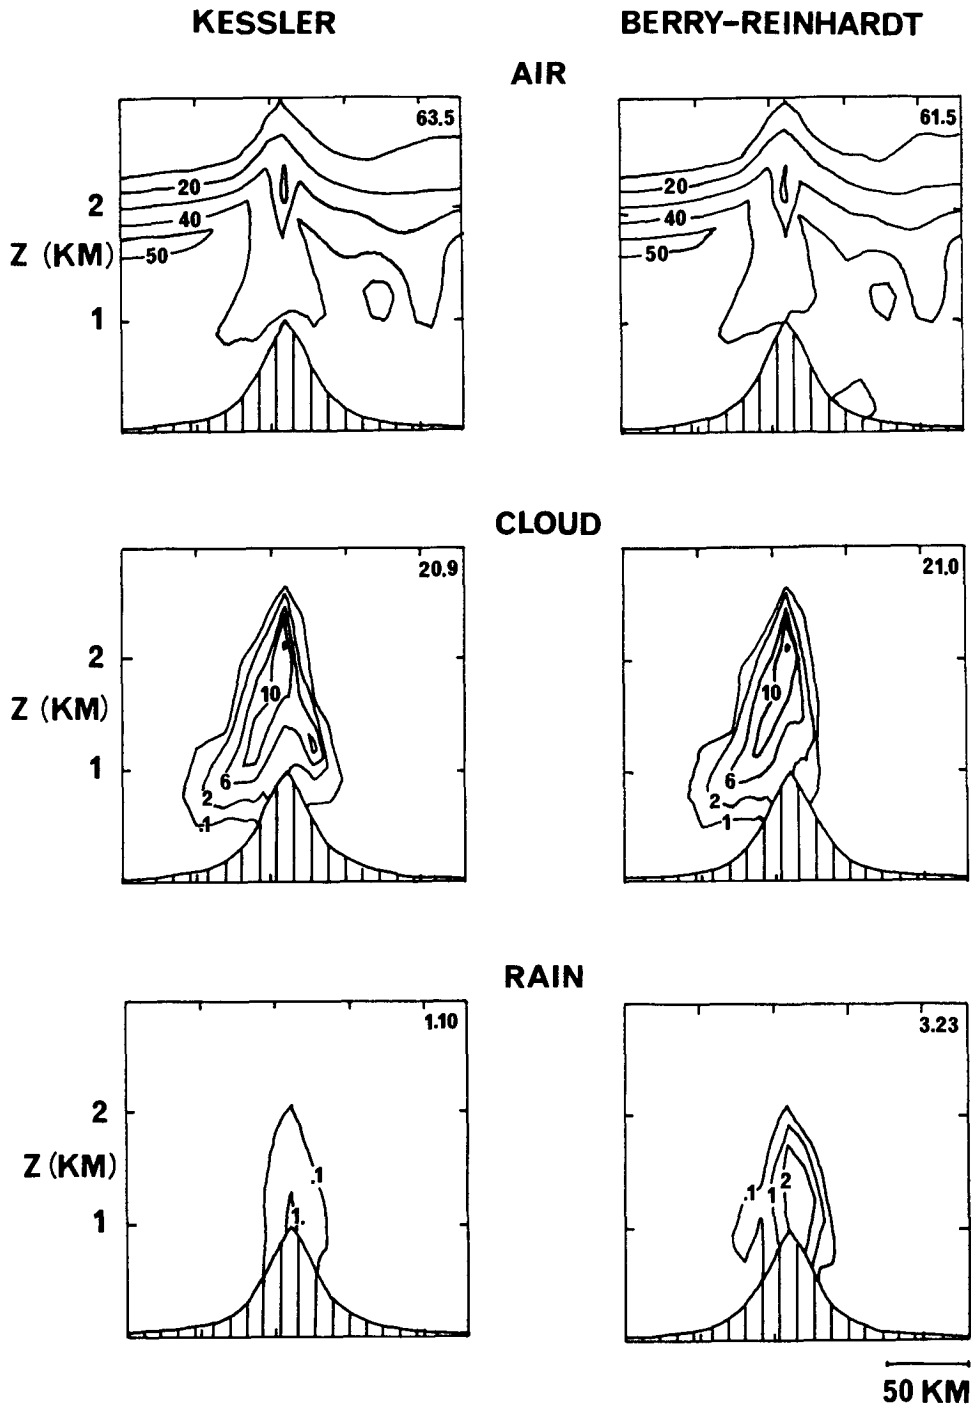 KESSLER BERRY-REINHARDT
AIR
63.5 61.5
20 20
2
40 40
Z (KM)
50 50
1
CLOUD
20.9 21.0
2
10 10
Z (KM)
1
6 6
2 2
.1 1
RAIN
1.10 3.23
2
Z (KM)
.1 .1 1 2
1
1.
50 KM